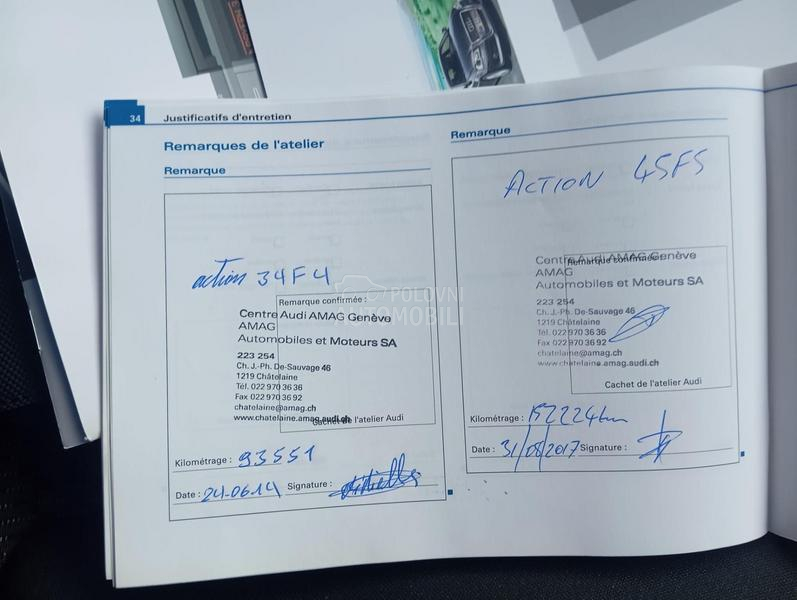 34 Justificatifs d'entretien
Remarques de l'atelier
Remarque
action 34F4
Remarque confirmée :
Centre Audi AMAG Genève
AMAG
Automobiles et Moteurs SA
223 254
Ch. J.-Ph. De-Sauvage 46
1219 Châtelaine
Tél. 022 970 36 36
Fax 022 970 36 92
chatelaine@amag.ch
www.chatelaine.amag.audi.ch
Cachet de l'atelier Audi
Kilométrage : 93551
Date : 24.06.14 Signature :
Remarque
ACTION 45F5
Remarque confirmée :
Centre Audi AMAG Genève
AMAG
Automobiles et Moteurs SA
223 254
Ch. J.-Ph. De-Sauvage 46
1219 Châtelaine
Tél. 022 970 36 36
Fax 022 970 36 92
chatelaine@amag.ch
www.chatelaine.amag.audi.ch
Cachet de l'atelier Audi
Kilométrage : 152224km
Date : 31/08/2017 Signature :
POLOVNI
AUTOMOBILI